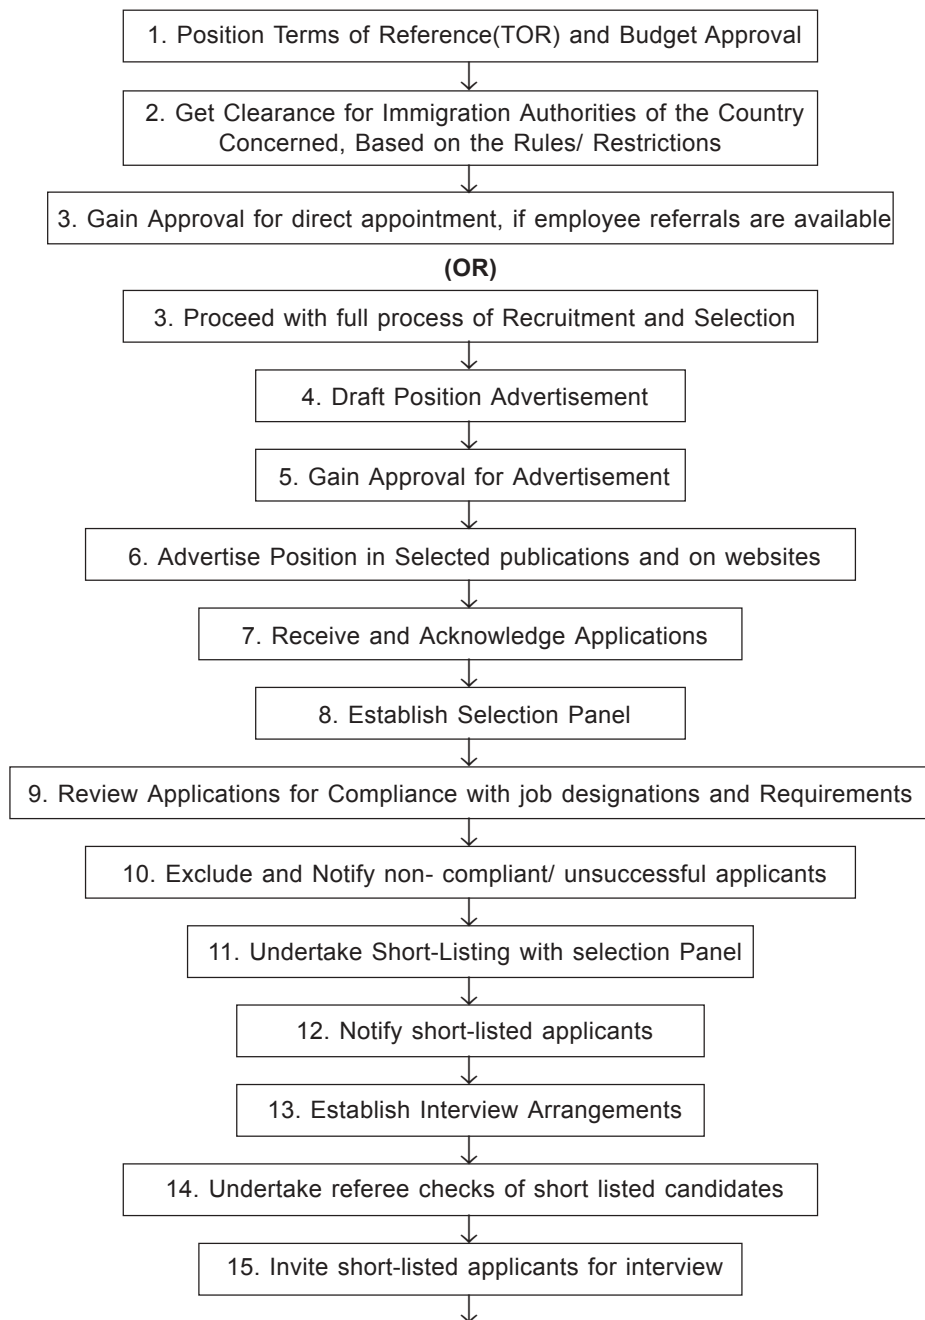 1. Position Terms of Reference(TOR) and Budget Approval
2. Get Clearance for Immigration Authorities of the Country
Concerned, Based on the Rules/ Restrictions
3. Gain Approval for direct appointment, if employee referrals are available
(OR)
3. Proceed with full process of Recruitment and Selection
4. Draft Position Advertisement
5. Gain Approval for Advertisement
6. Advertise Position in Selected publications and on websites
7. Receive and Acknowledge Applications
8. Establish Selection Panel
9. Review Applications for Compliance with job designations and Requirements
10. Exclude and Notify non- compliant/ unsuccessful applicants
11. Undertake Short-Listing with selection Panel
12. Notify short-listed applicants
13. Establish Interview Arrangements
14. Undertake referee checks of short listed candidates
15. Invite short-listed applicants for interview